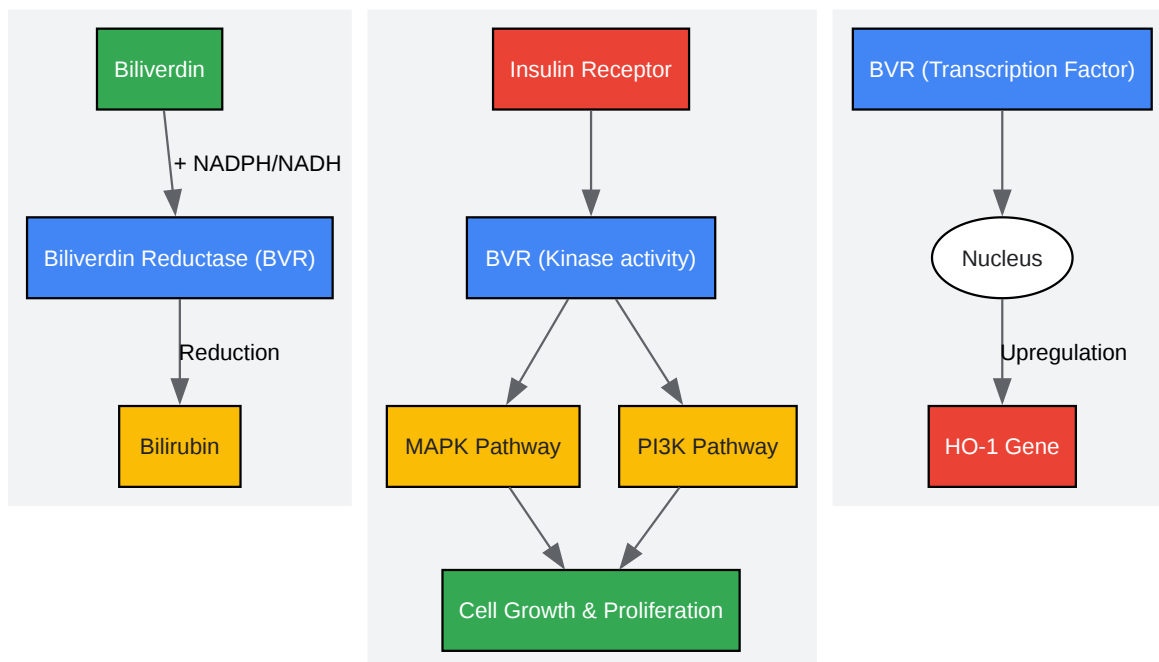 Biliverdin
+ NADPH/NADH
Biliverdin Reductase (BVR)
Reduction
Bilirubin
Insulin Receptor
BVR (Kinase activity)
MAPK Pathway
PI3K Pathway
Cell Growth & Proliferation
BVR (Transcription Factor)
Nucleus
Upregulation
HO-1 Gene